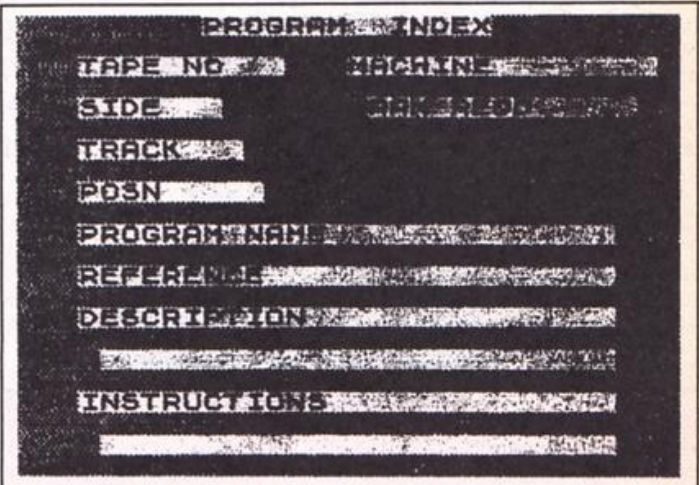 PROGRAM INDEX
TAPE NO MACHINE
SIDE
TRACK
POSN
PROGRAM NAME
REFERENCE
DESCRIPTION
INSTRUCTIONS